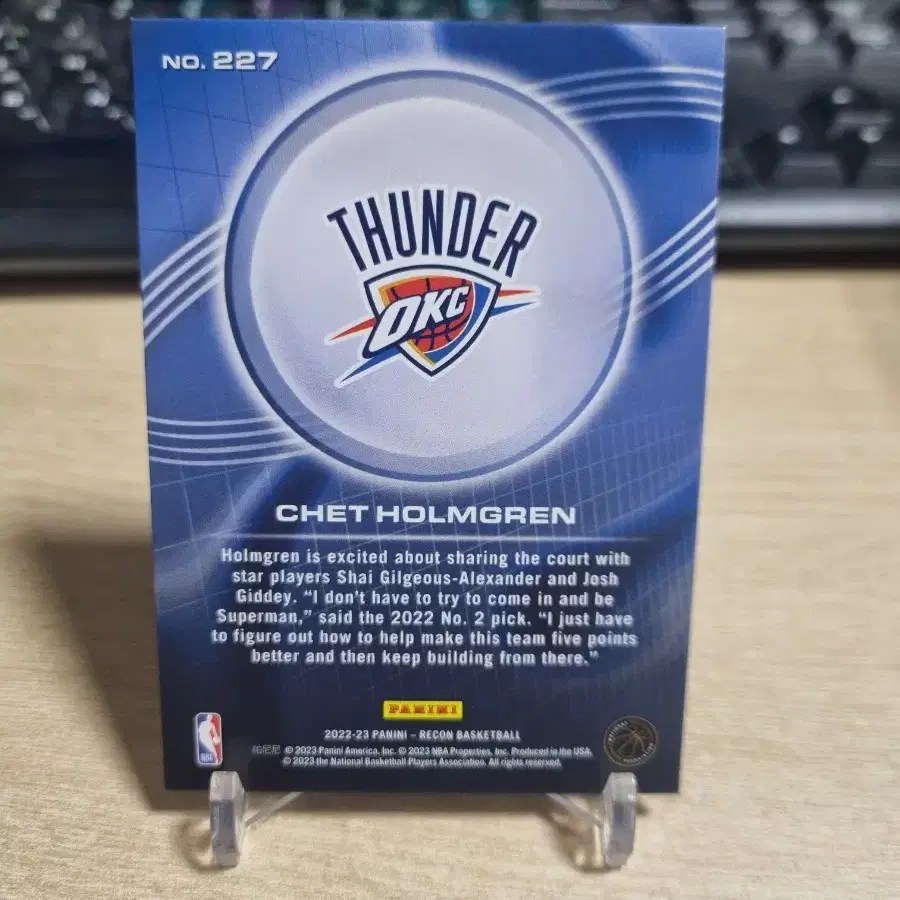 NO. 227
THUNDER
OKC
CHET HOLMGREN
Holmgren is excited about sharing the court with
star players Shai Gilgeous-Alexander and Josh
Giddey. “I don’t have to try to come in and be
Superman,” said the 2022 No. 2 pick. “I just have
to figure out how to help make this team five points
better and then keep building from there.”
PANINI
2022-23 PANINI – RECON BASKETBALL
帕尼尼 © 2023 Panini America, Inc. © 2023 NBA Properties, Inc. Produced in the USA.
© 2023 the National Basketball Players Association. All rights reserved.
NBA